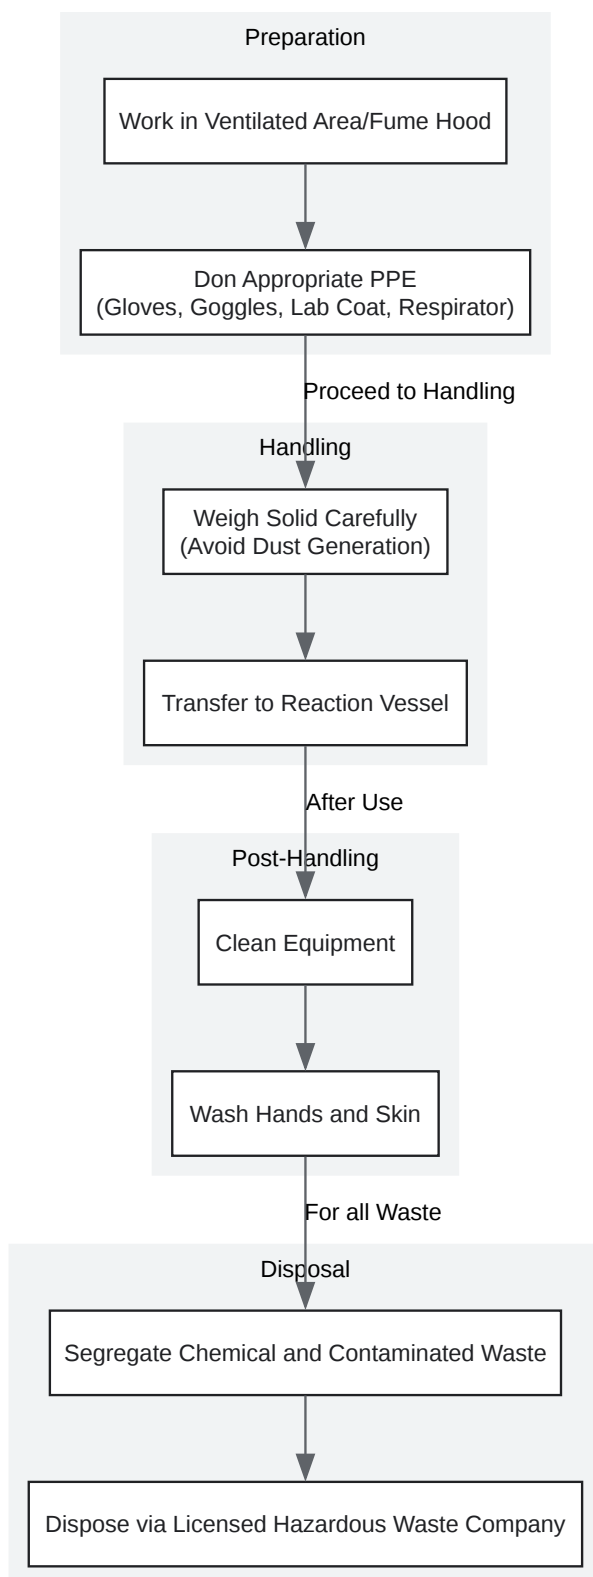 Preparation
Work in Ventilated Area/Fume Hood
Don Appropriate PPE
(Gloves, Goggles, Lab Coat, Respirator)
Proceed to Handling
Handling
Weigh Solid Carefully
(Avoid Dust Generation)
Transfer to Reaction Vessel
After Use
Post-Handling
Clean Equipment
Wash Hands and Skin
For all Waste
Disposal
Segregate Chemical and Contaminated Waste
Dispose via Licensed Hazardous Waste Company